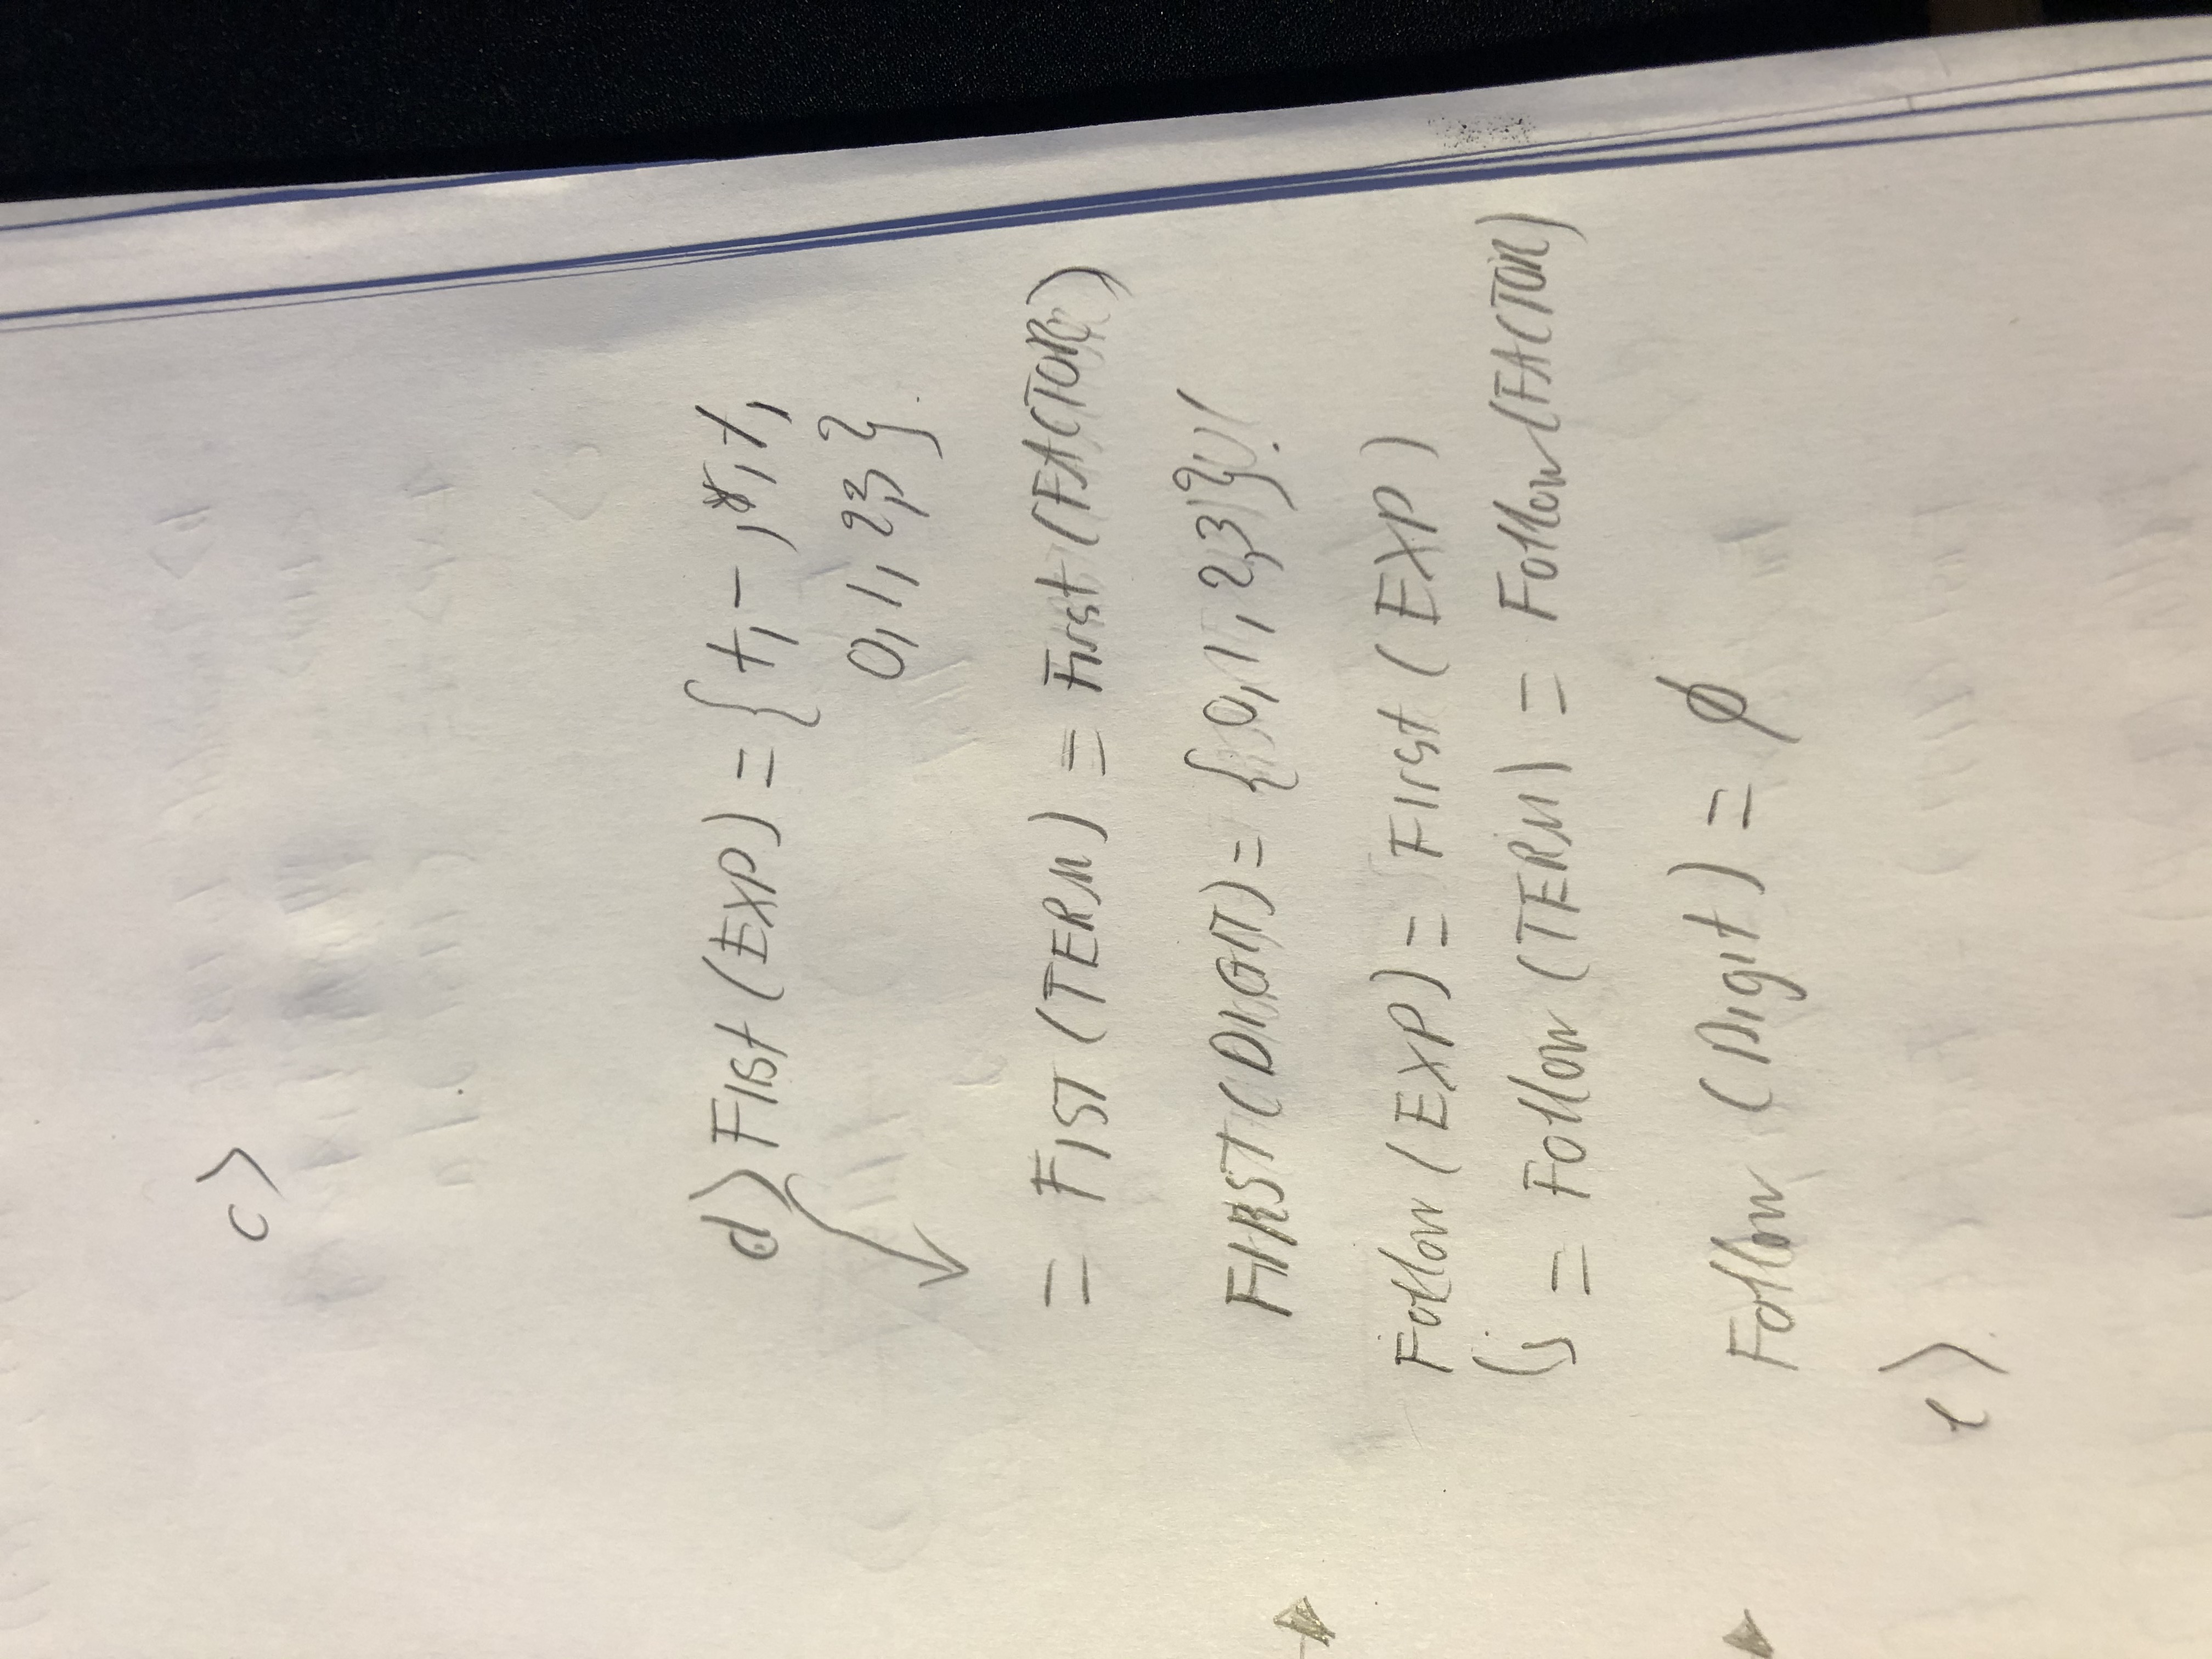 c)
d) FIst (EXP) = { +, -, *, +,
0, 1, 2,3 }.
= FIST (TERM) = First (FACTOR)
FIRST (DIGIT) = { 0, 1, 2,3 }.
Follow (EXP) = First (EXP)
= Follow (TERM) = Follow (FACTOR)
Follow (Digit) = ∅
e).